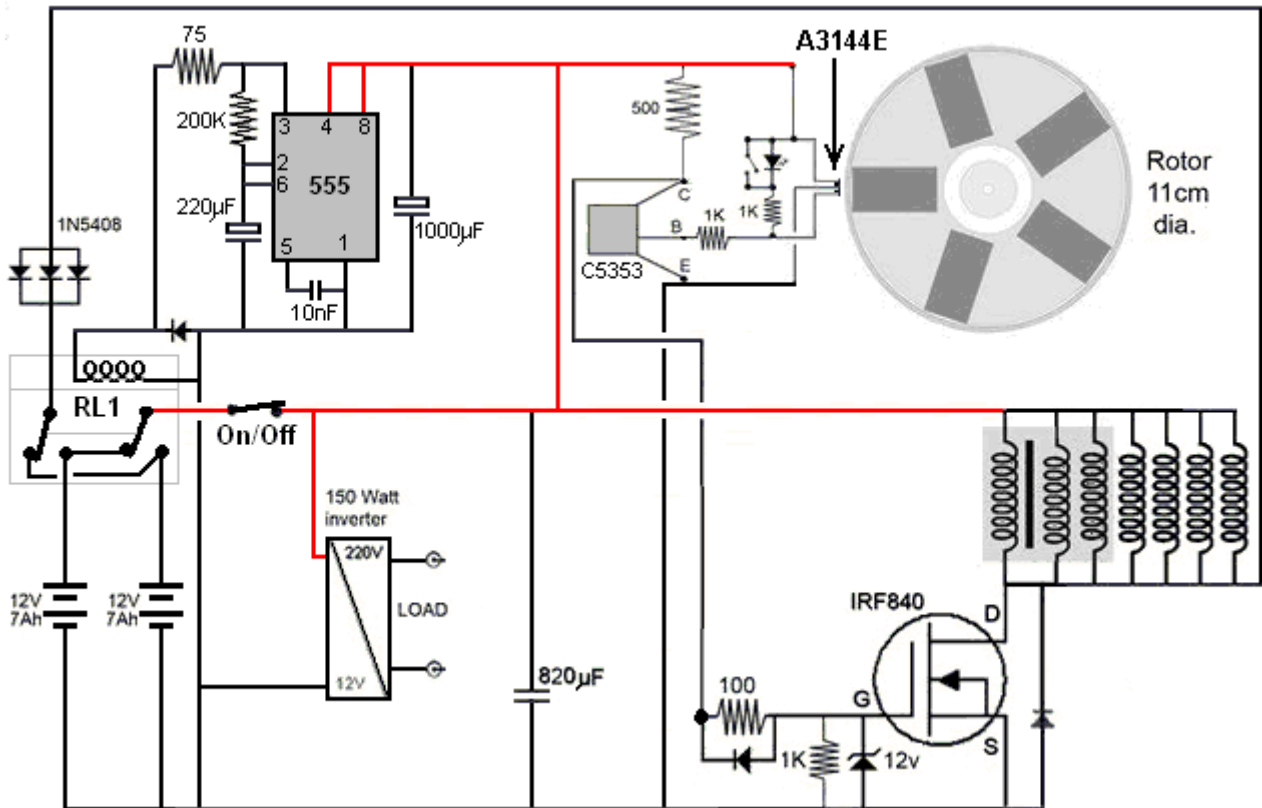 75
A3144E
200K
3
4
8
500
2
6
555
Rotor
11cm
dia.
220µF
1N5408
C
1K
1K
B
1000µF
5
1
C5353
E
10nF
RL1
On/Off
150 Watt
inverter
220V
12V
7Ah
12V
7Ah
LOAD
12V
IRF840
D
820µF
100
G
S
1K
12v